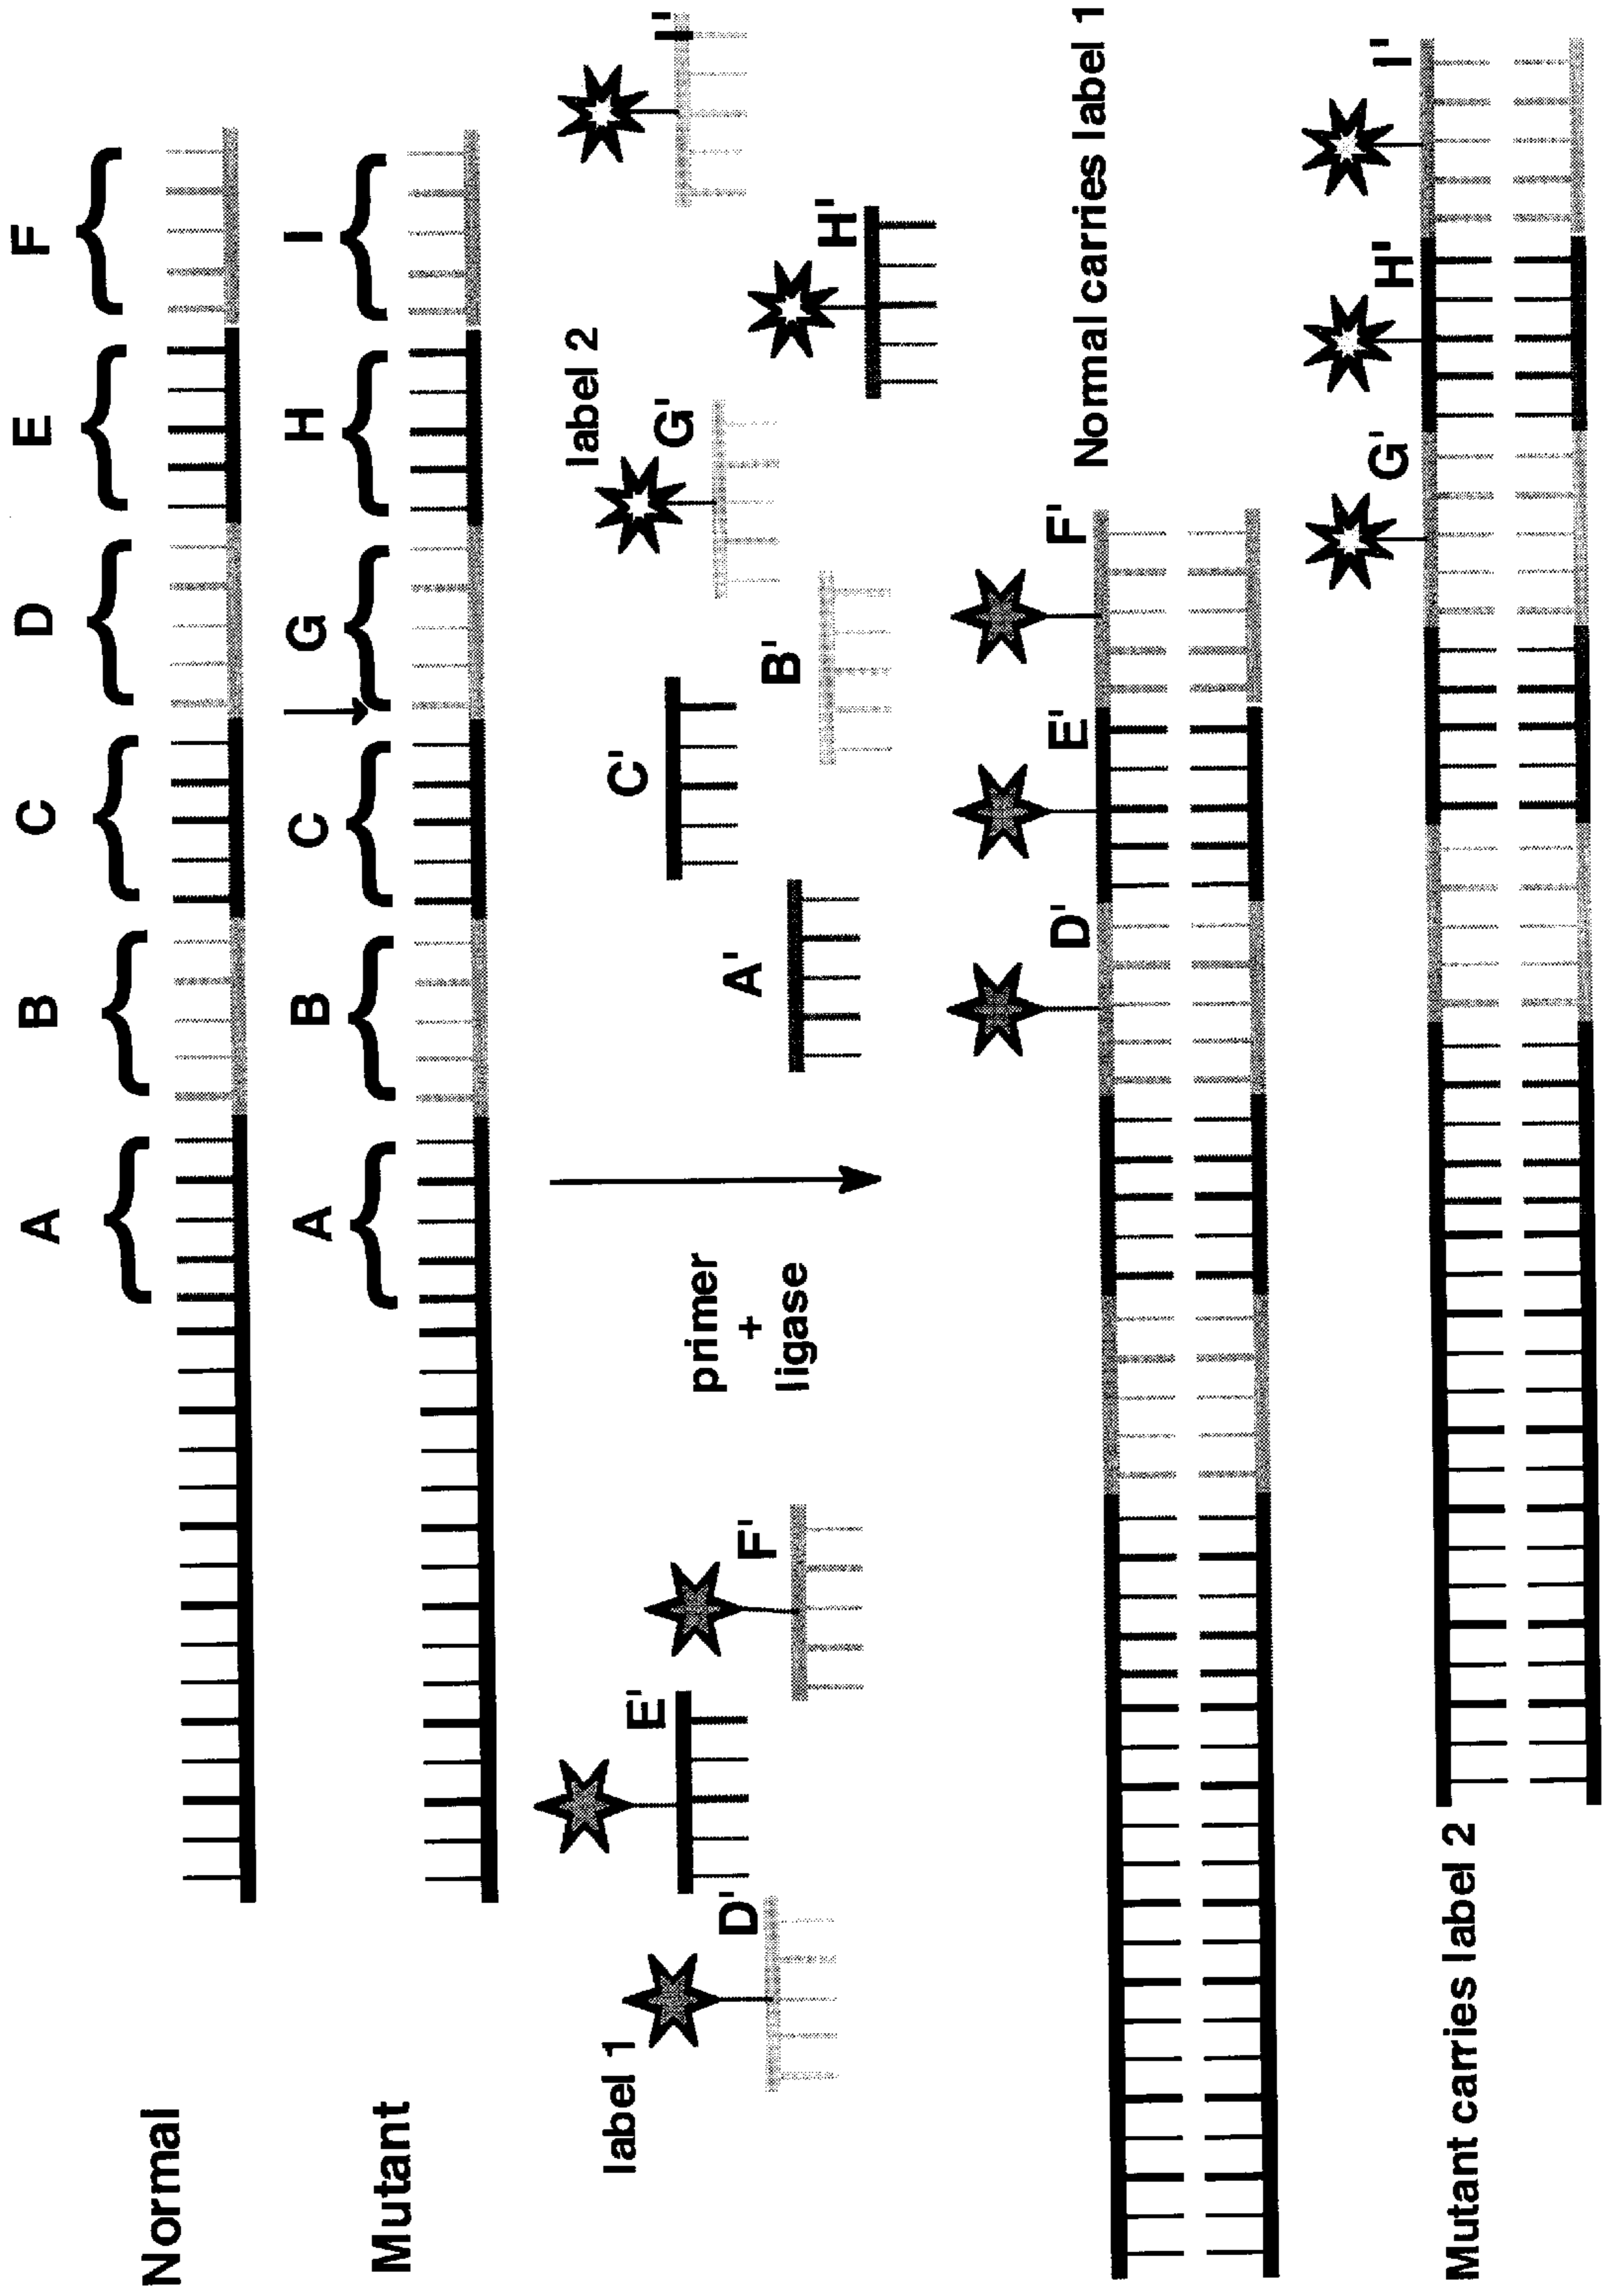 Normal
A B C D E F
Mutant
A B C G H I
label 1
D'
E'
F'
primer
+
ligase
A'
C'
B'
label 2
G'
H'
I'
D' E' F'
Normal carries label 1
Mutant carries label 2
G' H' I'